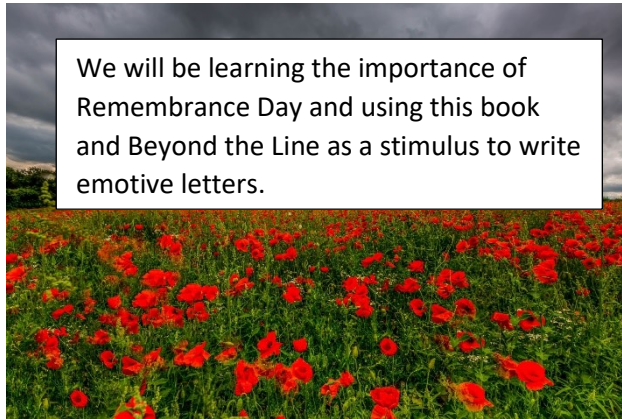 We will be learning the importance of
Remembrance Day and using this book
and Beyond the Line as a stimulus to write
emotive letters.